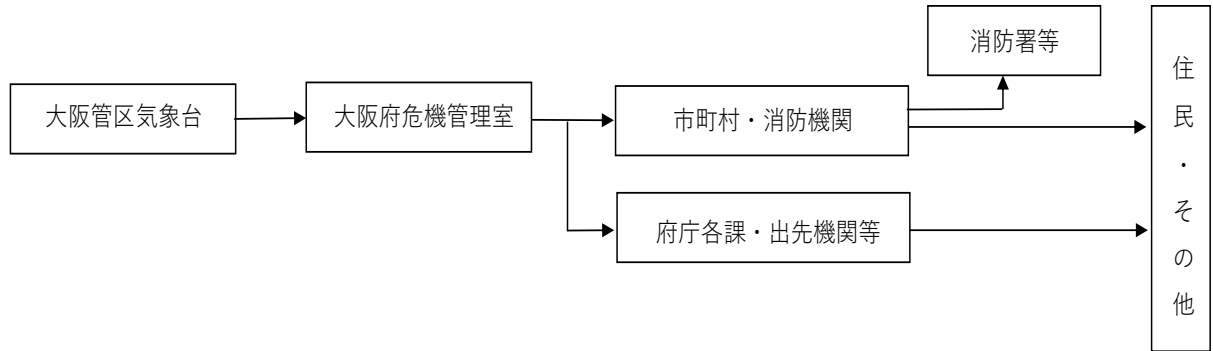 消防署等
大阪管区気象台
大阪府危機管理室
市町村・消防機関
府庁各課・出先機関等
住民・その他